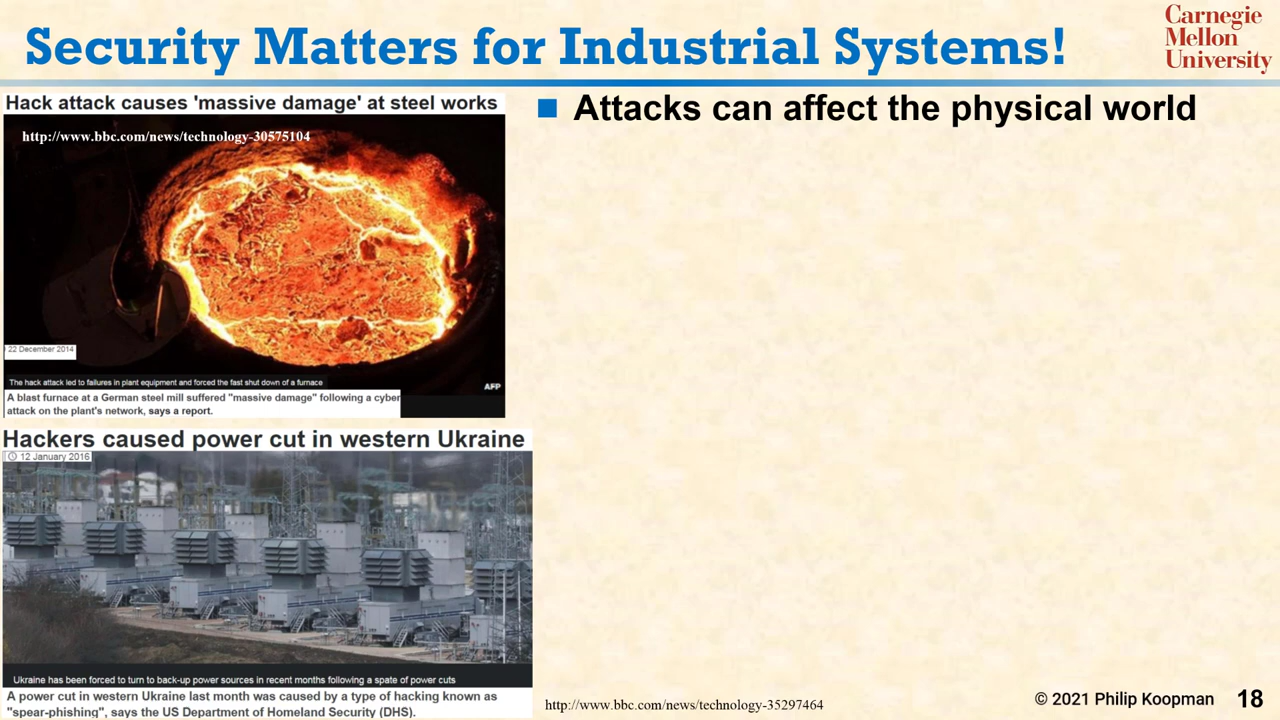 Security Matters for Industrial Systems!
Carnegie
Mellon
University
Hack attack causes 'massive damage' at steel works
http://www.bbc.com/news/technology-30575104
22 December 2014
The hack attack led to failures in plant equipment and forced the fast shut down of a furnace
AFP
A blast furnace at a German steel mill suffered "massive damage" following a cyber
attack on the plant's network, says a report.
Hackers caused power cut in western Ukraine
12 January 2016
Ukraine has been forced to turn to back-up power sources in recent months following a spate of power cuts
A power cut in western Ukraine last month was caused by a type of hacking known as
"spear-phishing", says the US Department of Homeland Security (DHS).
Attacks can affect the physical world
http://www.bbc.com/news/technology-35297464
© 2021 Philip Koopman 18